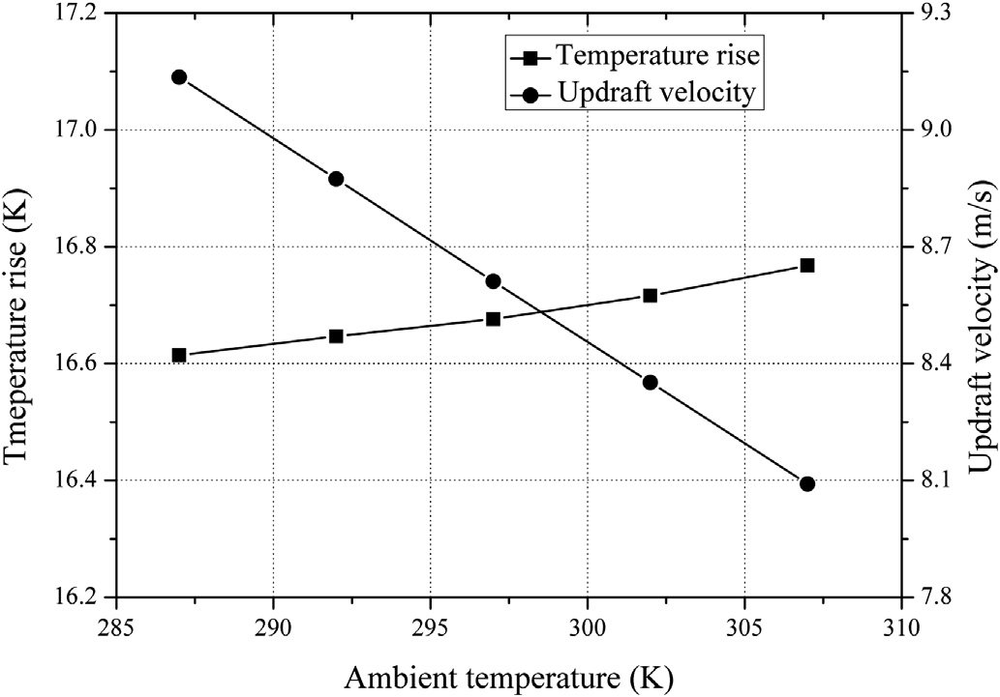 17.2
17.0
16.8
16.6
16.4
16.2
Tmeperature rise (K)
Temperature rise
Updraft velocity
9.3
9.0
8.7
8.4
8.1
7.8
Updraft velocity (m/s)
285 290 295 300 305 310
Ambient temperature (K)